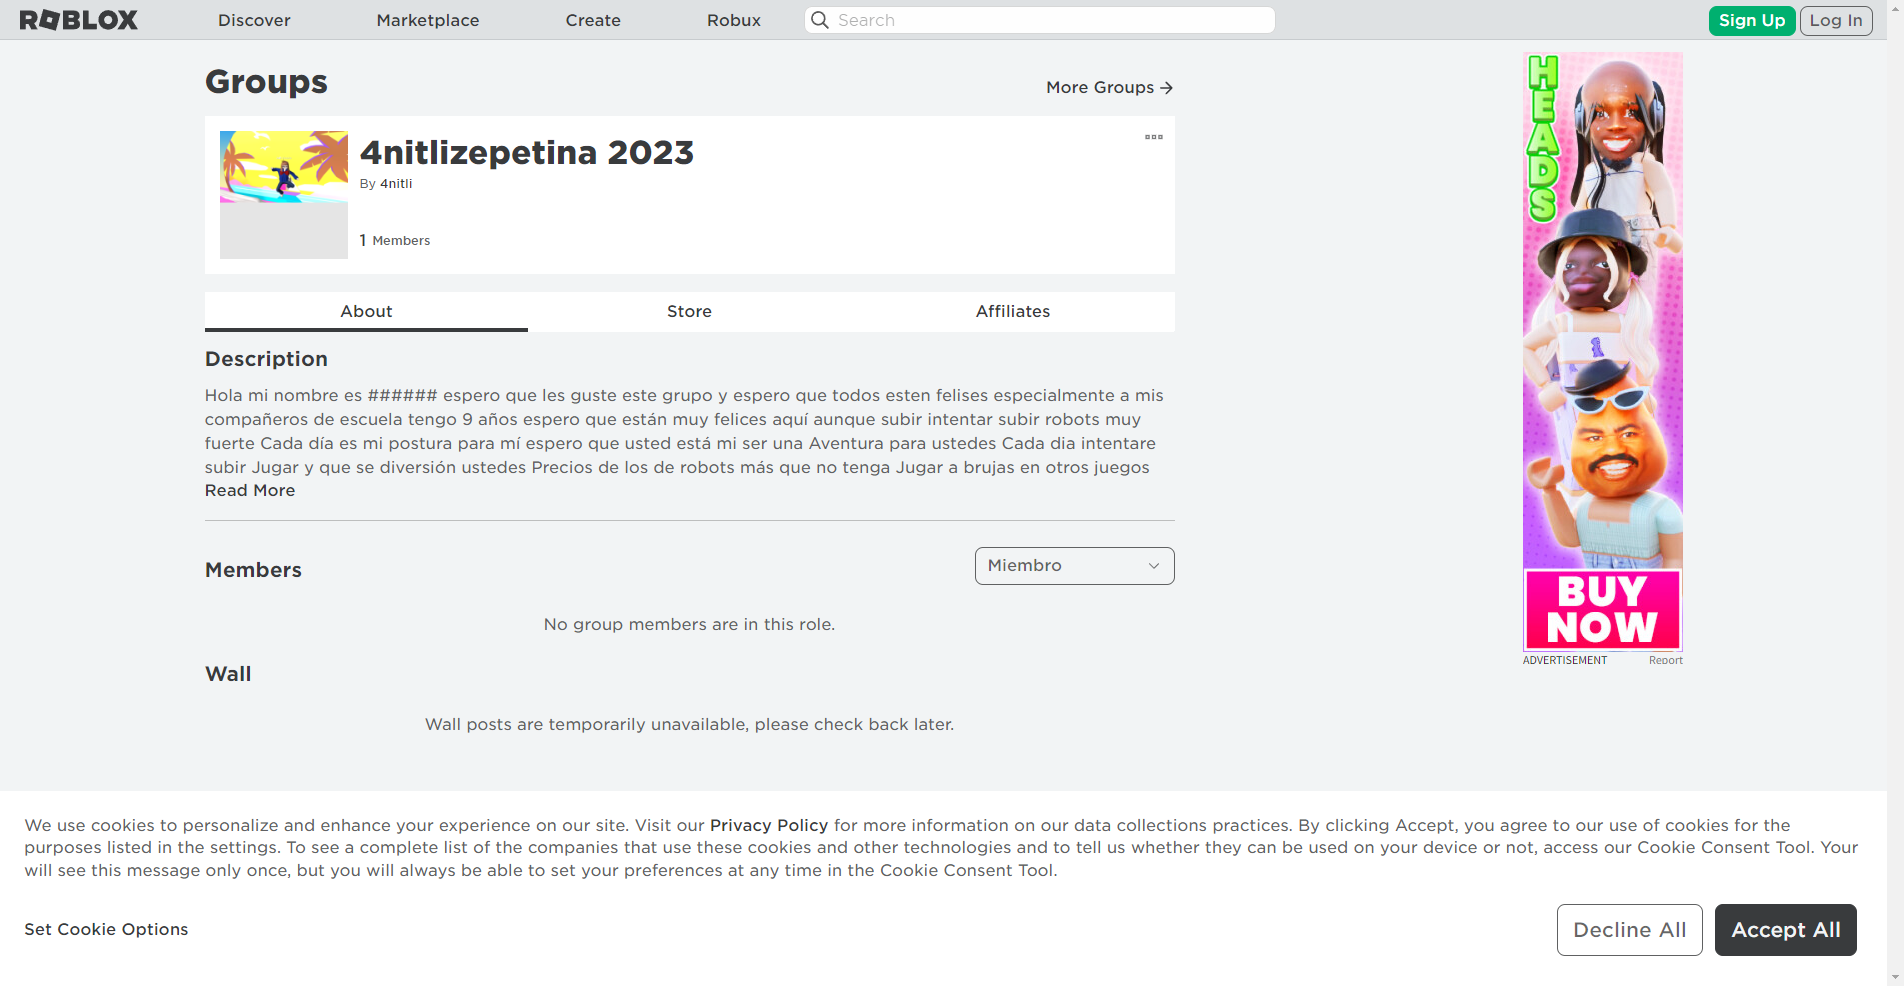 ROBLOX
Discover
Marketplace
Create
Robux
Search
Sign Up
Log In
Groups
More Groups
4nitlizepetina 2023
By 4nitli
1 Members
About
Store
Affiliates
Description
Hola mi nombre es ###### espero que les guste este grupo y espero que todos esten felises especialmente a mis
compañeros de escuela tengo 9 años espero que están muy felices aquí aunque subir intentar subir robots muy
fuerte Cada día es mi postura para mí espero que usted está mi ser una Aventura para ustedes Cada dia intentare
subir Jugar y que se diversión ustedes Precios de los de robots más que no tenga Jugar a brujas en otros juegos
Read More
Members
Miembro
No group members are in this role.
Wall
Wall posts are temporarily unavailable, please check back later.
HEADS
BUY
NOW
ADVERTISEMENT
Report
We use cookies to personalize and enhance your experience on our site. Visit our Privacy Policy for more information on our data collections practices. By clicking Accept, you agree to our use of cookies for the
purposes listed in the settings. To see a complete list of the companies that use these cookies and other technologies and to tell us whether they can be used on your device or not, access our Cookie Consent Tool. Your
will see this message only once, but you will always be able to set your preferences at any time in the Cookie Consent Tool.
Set Cookie Options
Decline All
Accept All